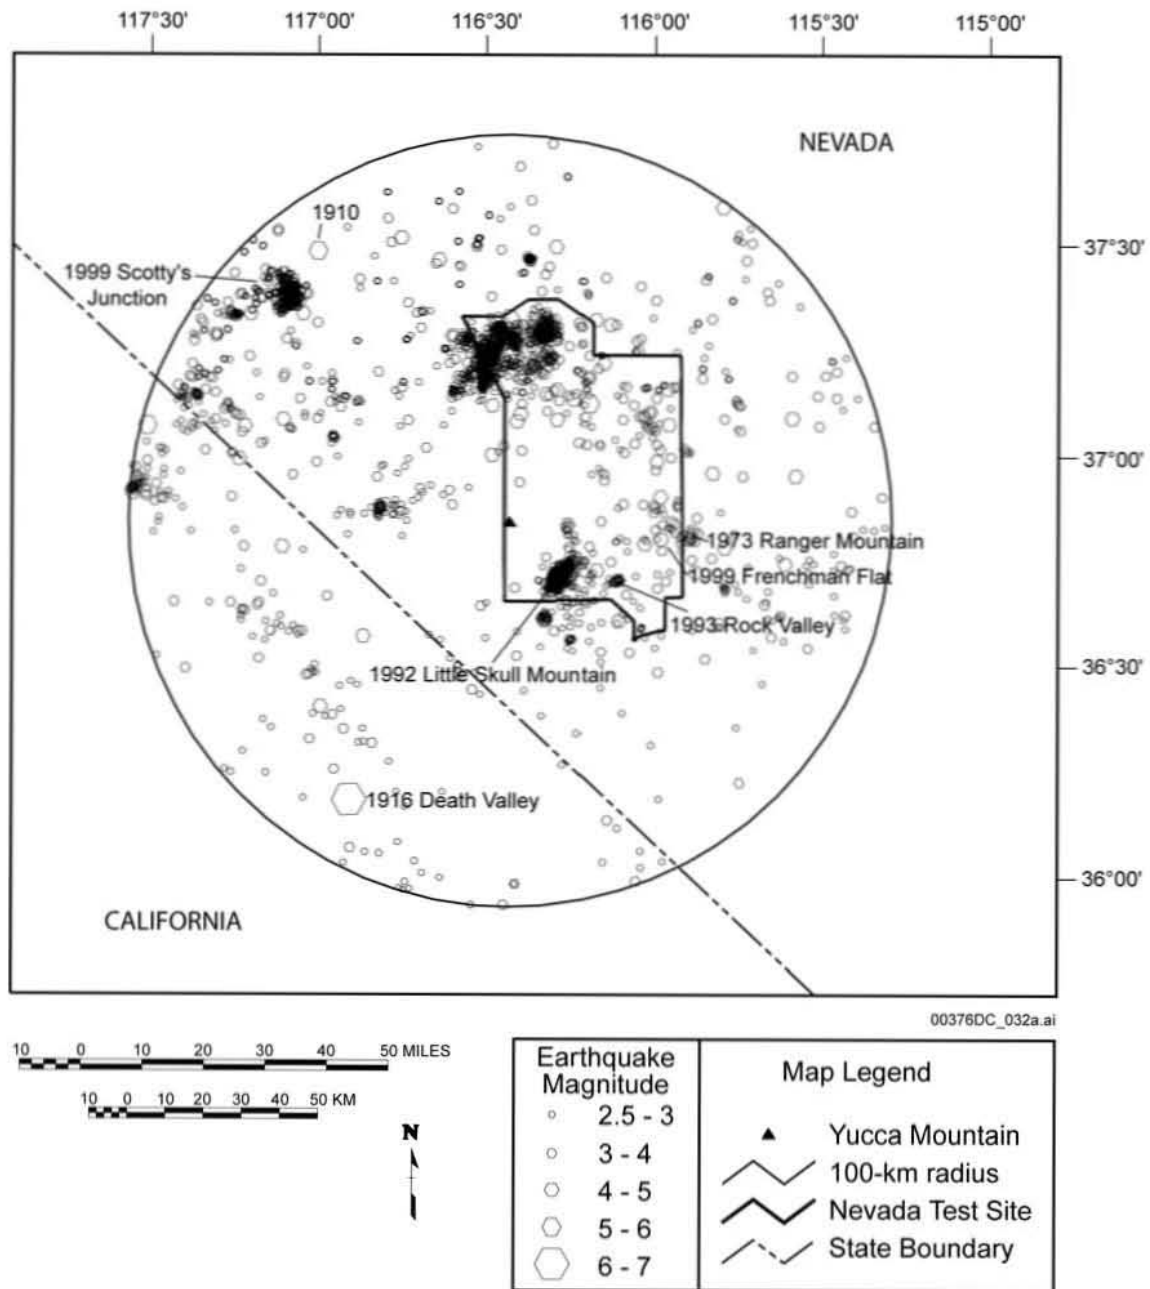 117°30' 117°00' 116°30' 116°00' 115°30' 115°00'
NEVADA
1910
37°30'
1999 Scotty's
Junction
37°00'
1973 Ranger Mountain
1999 Frenchman Flat
1993 Rock Valley
1992 Little Skull Mountain
36°30'
1916 Death Valley
36°00'
CALIFORNIA
00376DC_032a.ai
10 0 10 20 30 40 50 MILES
10 0 10 20 30 40 50 KM
N
Earthquake
Magnitude
2.5 - 3
3 - 4
4 - 5
5 - 6
6 - 7
Map Legend
Yucca Mountain
100-km radius
Nevada Test Site
State Boundary